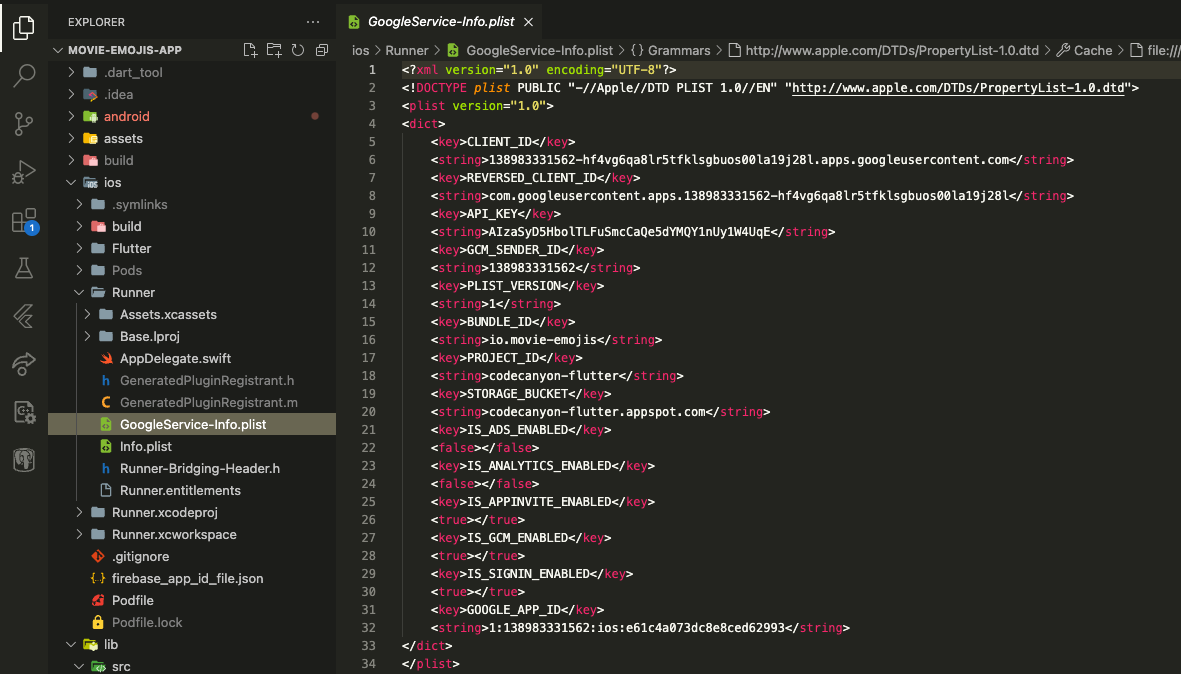 EXPLORER
MOVIE-EMOJIS-APP
.dart_tool
.idea
android
assets
build
ios
.symlinks
build
Flutter
Pods
Runner
Assets.xcassets
Base.lproj
AppDelegate.swift
h GeneratedPluginRegistrant.h
C GeneratedPluginRegistrant.m
GoogleService-Info.plist
Info.plist
h Runner-Bridging-Header.h
Runner.entitlements
Runner.xcodeproj
Runner.xcworkspace
.gitignore
firebase_app_id_file.json
Podfile
Podfile.lock
lib
src
1
GoogleService-Info.plist
ios > Runner > GoogleService-Info.plist > {} Grammars > http://www.apple.com/DTDs/PropertyList-1.0.dtd > Cache > file:///
1 <?xml version="1.0" encoding="UTF-8"?>
2 <!DOCTYPE plist PUBLIC "-//Apple//DTD PLIST 1.0//EN" "http://www.apple.com/DTDs/PropertyList-1.0.dtd">
3 <plist version="1.0">
4 <dict>
5 <key>CLIENT_ID</key>
6 <string>138983331562-hf4vg6qa8lr5tfklsgbuos00la19j28l.apps.googleusercontent.com</string>
7 <key>REVERSED_CLIENT_ID</key>
8 <string>com.googleusercontent.apps.138983331562-hf4vg6qa8lr5tfklsgbuos00la19j28l</string>
9 <key>API_KEY</key>
10 <string>AIzaSyD5HbolTLFuSmcCaQe5dYMQY1nUy1W4UqE</string>
11 <key>GCM_SENDER_ID</key>
12 <string>138983331562</string>
13 <key>PLIST_VERSION</key>
14 <string>1</string>
15 <key>BUNDLE_ID</key>
16 <string>io.movie-emojis</string>
17 <key>PROJECT_ID</key>
18 <string>codecanyon-flutter</string>
19 <key>STORAGE_BUCKET</key>
20 <string>codecanyon-flutter.appspot.com</string>
21 <key>IS_ADS_ENABLED</key>
22 <false></false>
23 <key>IS_ANALYTICS_ENABLED</key>
24 <false></false>
25 <key>IS_APPINVITE_ENABLED</key>
26 <true></true>
27 <key>IS_GCM_ENABLED</key>
28 <true></true>
29 <key>IS_SIGNIN_ENABLED</key>
30 <true></true>
31 <key>GOOGLE_APP_ID</key>
32 <string>1:138983331562:ios:e61c4a073dc8e8ced62993</string>
33 </dict>
34 </plist>